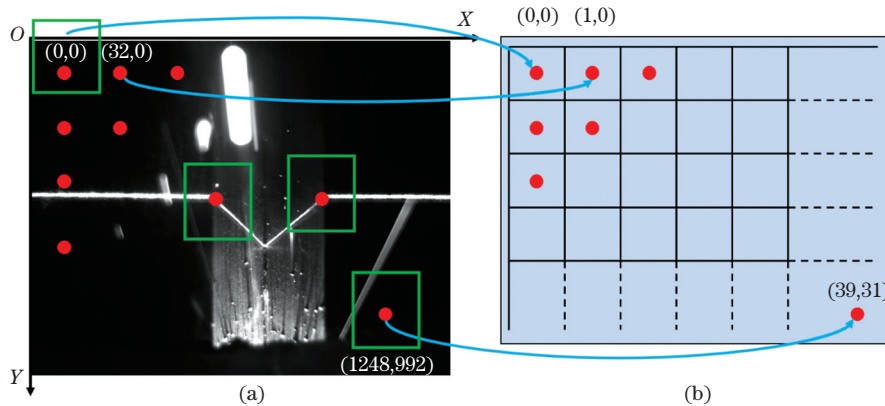 O
X
(0,0) (32,0)
(1248,992)
Y
(a)
(0,0) (1,0)
(39,31)
(b)